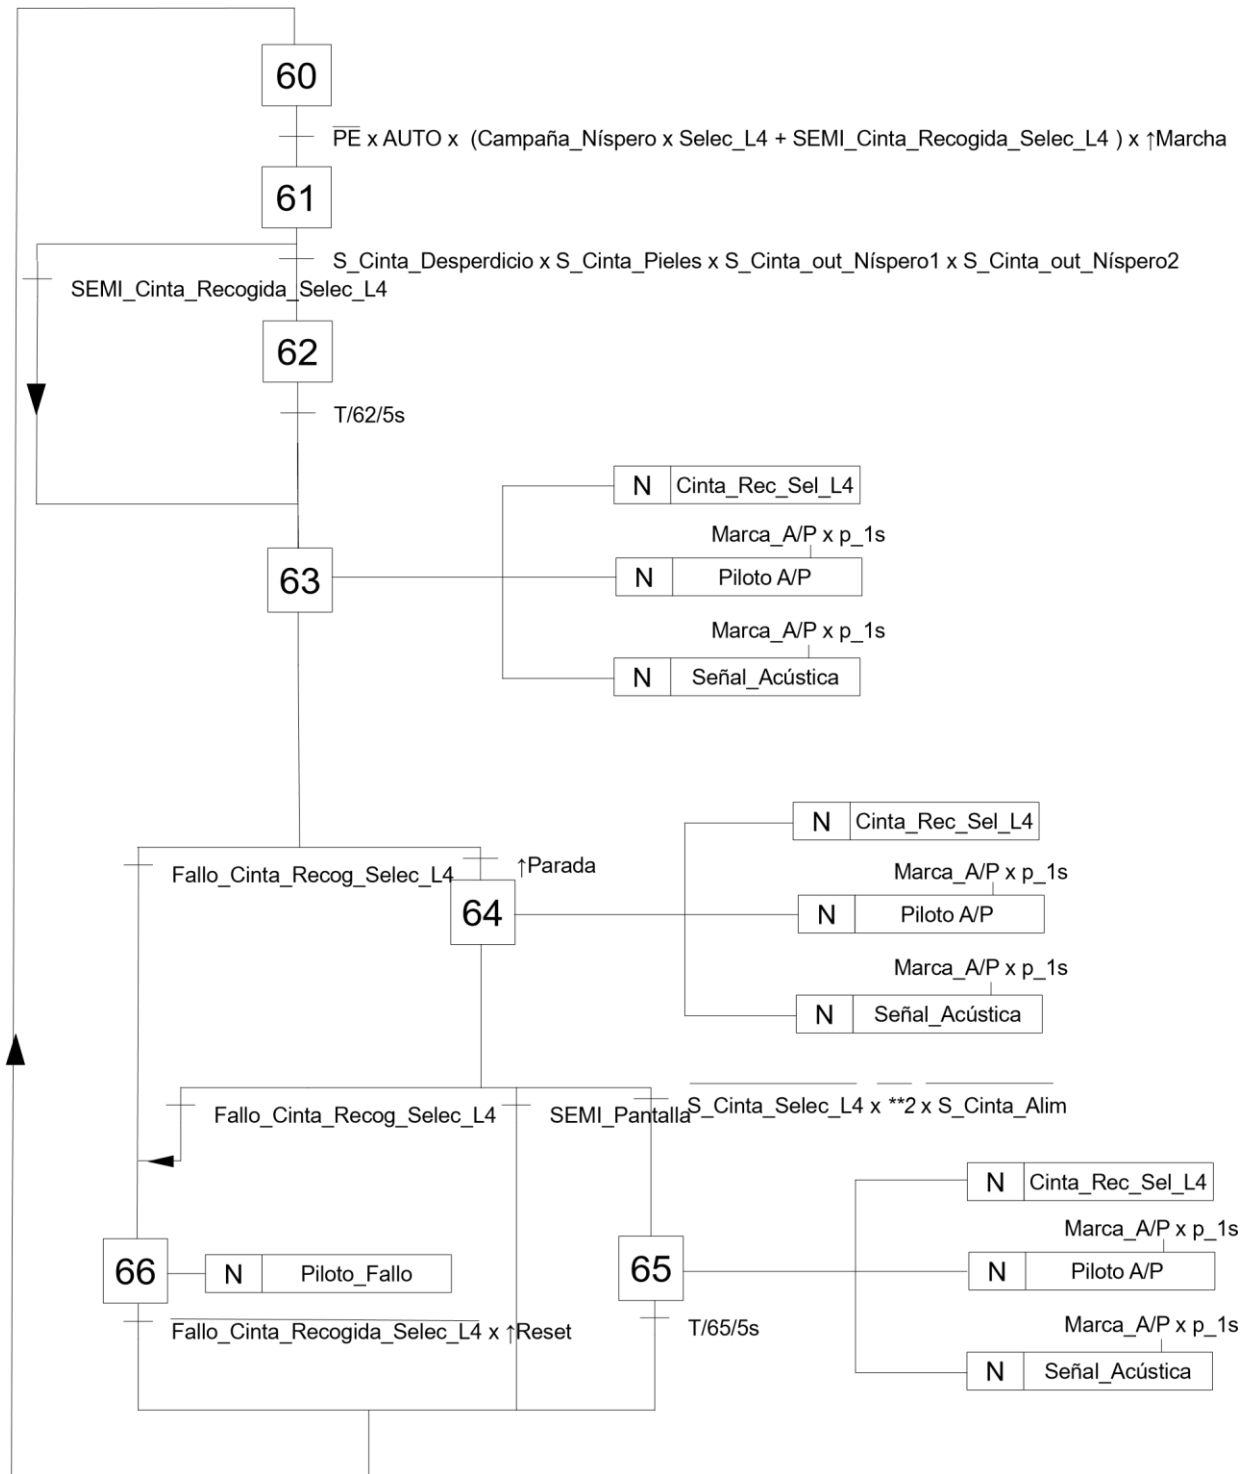 60
PE x AUTO x (Campaña_Níspero x Selec_L4 + SEMI_Cinta_Recogida_Selec_L4 ) x ↑Marcha
61
S_Cinta_Desperdicio x S_Cinta_Pieles x S_Cinta_out_Níspero1 x S_Cinta_out_Níspero2
SEMI_Cinta_Recogida_Selec_L4
62
T/62/5s
N Cinta_Rec_Sel_L4
Marca_A/P x p_1s
63
N Piloto A/P
Marca_A/P x p_1s
N Señal_Acústica
N Cinta_Rec_Sel_L4
Fallo_Cinta_Recog_Selec_L4
↑Parada
Marca_A/P x p_1s
64
N Piloto A/P
Marca_A/P x p_1s
N Señal_Acústica
Fallo_Cinta_Recog_Selec_L4
SEMI_Pantalla
S_Cinta_Selec_L4 x **2 x S_Cinta_Alim
N Cinta_Rec_Sel_L4
Marca_A/P x p_1s
66
N Piloto_Fallo
65
N Piloto A/P
Fallo_Cinta_Recogida_Selec_L4 x ↑Reset
T/65/5s
Marca_A/P x p_1s
N Señal_Acústica